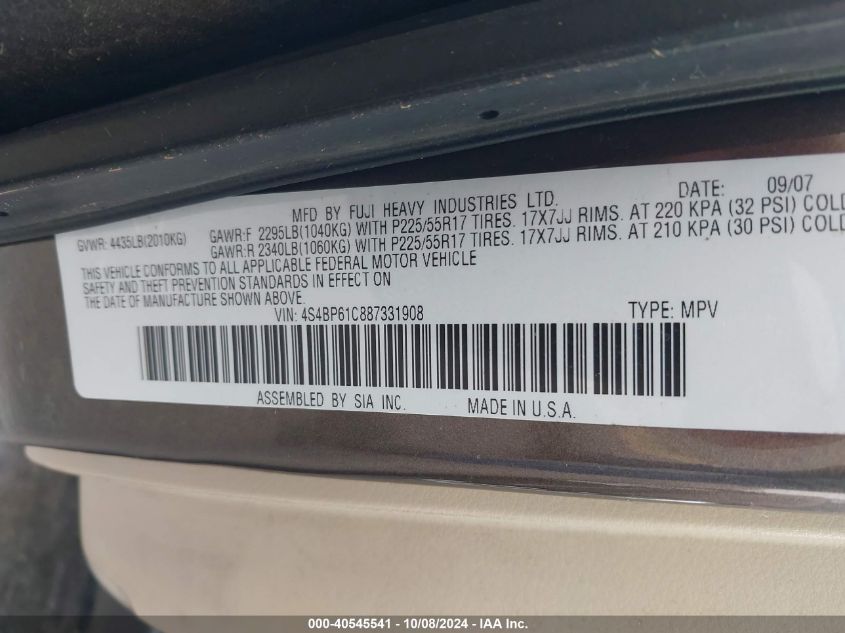 MFD BY FUJI HEAVY INDUSTRIES LTD. DATE: 09/07
GVWR: 4435LB(2010KG) GAWR:F 2295LB(1040KG) WITH P225/55R17 TIRES. 17X7JJ RIMS. AT 220 KPA (32 PSI) COLD
GAWR:R 2340LB(1060KG) WITH P225/55R17 TIRES. 17X7JJ RIMS. AT 210 KPA (30 PSI) COLD
THIS VEHICLE CONFORMS TO ALL APPLICABLE FEDERAL MOTOR VEHICLE
SAFETY AND THEFT PREVENTION STANDARDS IN EFFECT ON
THE DATE OF MANUFACTURE SHOWN ABOVE.
VIN: 4S4BP61C887331908 TYPE: MPV
ASSEMBLED BY SIA INC. MADE IN U.S.A.
000-40545541 - 10/08/2024 - IAA Inc.